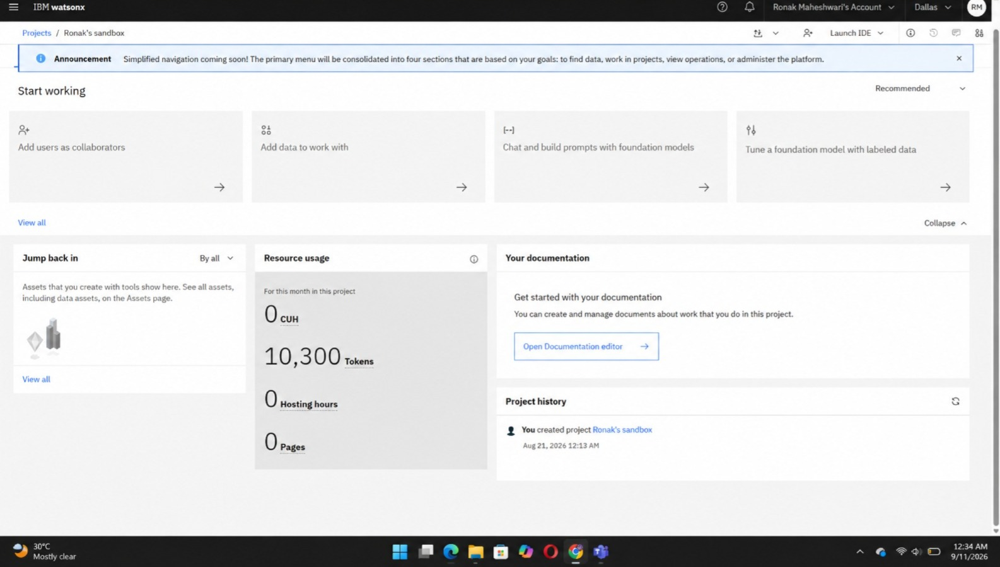 IBM watsonx
Ronak Maheshwari's Account
Dallas
RM
Projects / Ronak's sandbox
Launch IDE
Announcement Simplified navigation coming soon! The primary menu will be consolidated into four sections that are based on your goals: to find data, work in projects, view operations, or administer the platform.
Start working
Recommended
Add users as collaborators
Add data to work with
Chat and build prompts with foundation models
Tune a foundation model with labeled data
View all
Collapse
Jump back in
By all
Assets that you create with tools show here. See all assets,
including data assets, on the Assets page.
View all
Resource usage
For this month in this project
0 CUH
10,300 Tokens
0 Hosting hours
0 Pages
Your documentation
Get started with your documentation
You can create and manage documents about work that you do in this project.
Open Documentation editor
Project history
You created project Ronak's sandbox
Aug 21, 2026 12:13 AM
30°C
Mostly clear
12:34 AM
9/11/2026